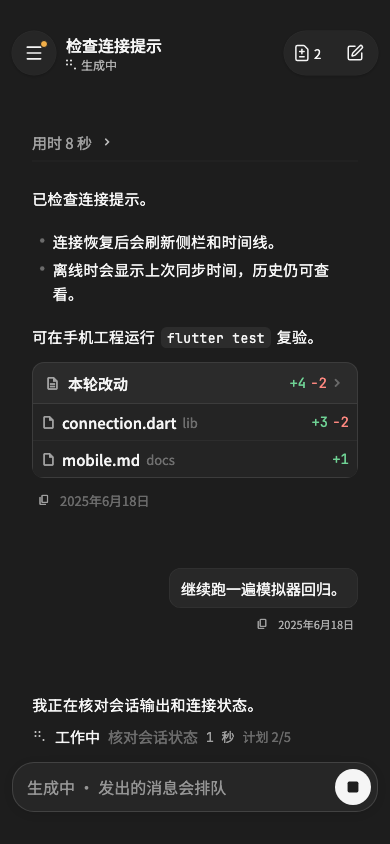 检查连接提示
生成中
2
用时 8 秒
已检查连接提示。
连接恢复后会刷新侧栏和时间线。
离线时会显示上次同步时间，历史仍可查
看。
可在手机工程运行 flutter test 复验。
本轮改动 +4 -2
connection.dart lib +3 -2
mobile.md docs +1
2025年6月18日
继续跑一遍模拟器回归。
2025年6月18日
我正在核对会话输出和连接状态。
工作中 核对会话状态 1 秒 计划 2/5
生成中 · 发出的消息会排队